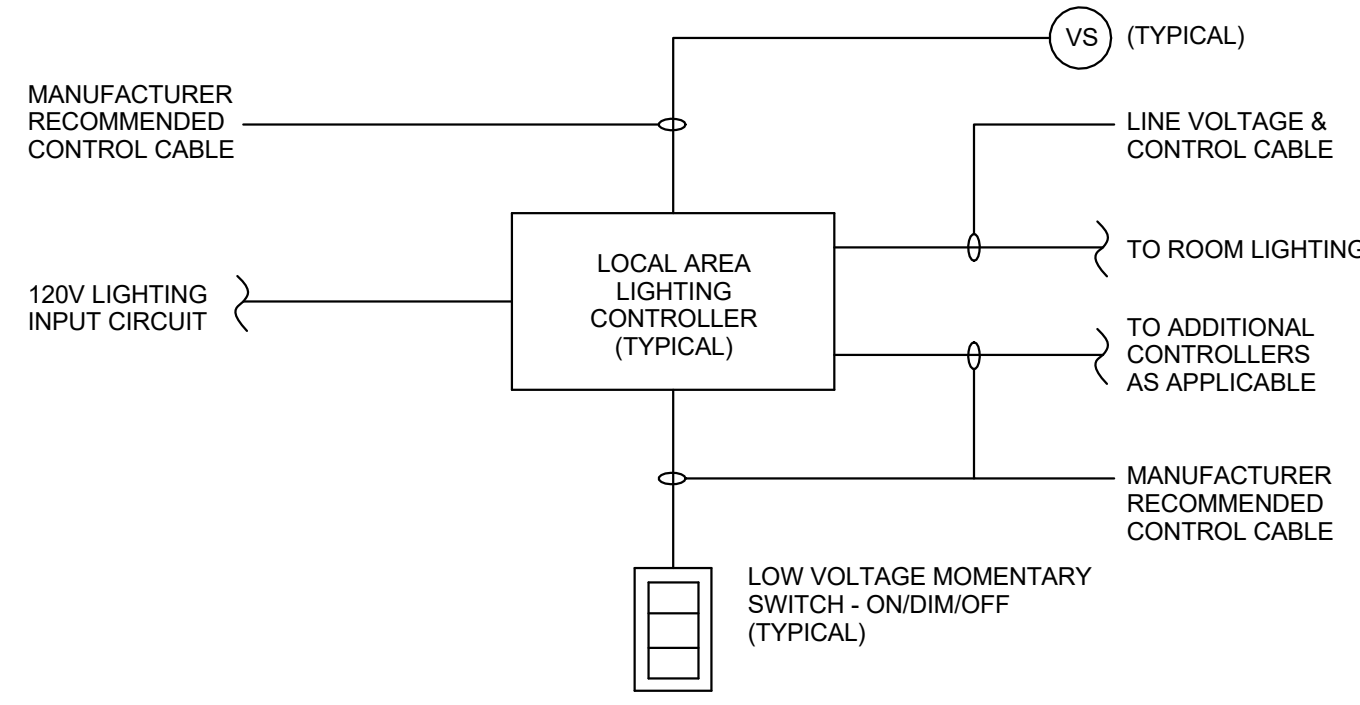 VS
(TYPICAL)
MANUFACTURER
RECOMMENDED
CONTROL CABLE
LINE VOLTAGE &
CONTROL CABLE
TO ROOM LIGHTING
120V LIGHTING
INPUT CIRCUIT
LOCAL AREA
LIGHTING
CONTROLLER
(TYPICAL)
TO ADDITIONAL
CONTROLLERS
AS APPLICABLE
MANUFACTURER
RECOMMENDED
CONTROL CABLE
LOW VOLTAGE MOMENTARY
SWITCH - ON/DIM/OFF
(TYPICAL)